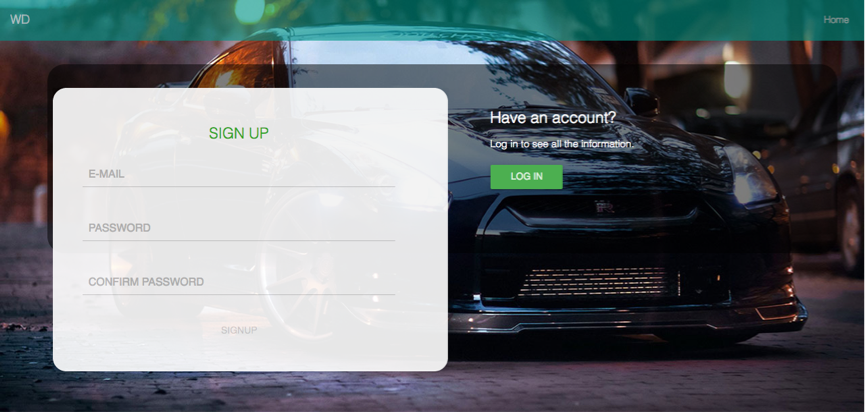 WD
Home
SIGN UP
E-MAIL
PASSWORD
CONFIRM PASSWORD
SIGNUP
Have an account?
Log in to see all the information.
LOG IN